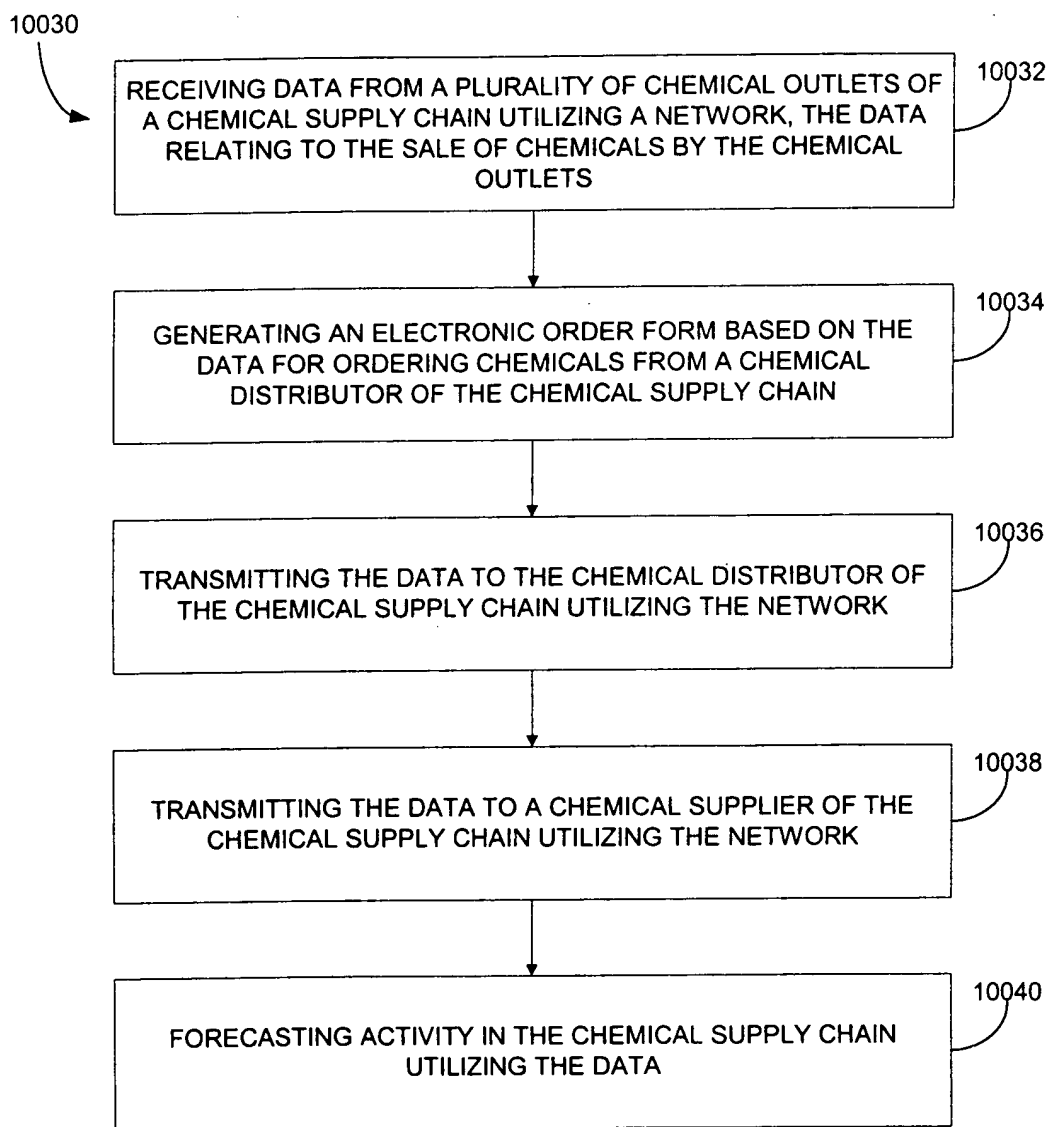 10030
10032
RECEIVING DATA FROM A PLURALITY OF CHEMICAL OUTLETS OF
A CHEMICAL SUPPLY CHAIN UTILIZING A NETWORK, THE DATA
RELATING TO THE SALE OF CHEMICALS BY THE CHEMICAL
OUTLETS
10034
GENERATING AN ELECTRONIC ORDER FORM BASED ON THE
DATA FOR ORDERING CHEMICALS FROM A CHEMICAL
DISTRIBUTOR OF THE CHEMICAL SUPPLY CHAIN
10036
TRANSMITTING THE DATA TO THE CHEMICAL DISTRIBUTOR OF
THE CHEMICAL SUPPLY CHAIN UTILIZING THE NETWORK
10038
TRANSMITTING THE DATA TO A CHEMICAL SUPPLIER OF THE
CHEMICAL SUPPLY CHAIN UTILIZING THE NETWORK
10040
FORECASTING ACTIVITY IN THE CHEMICAL SUPPLY CHAIN
UTILIZING THE DATA